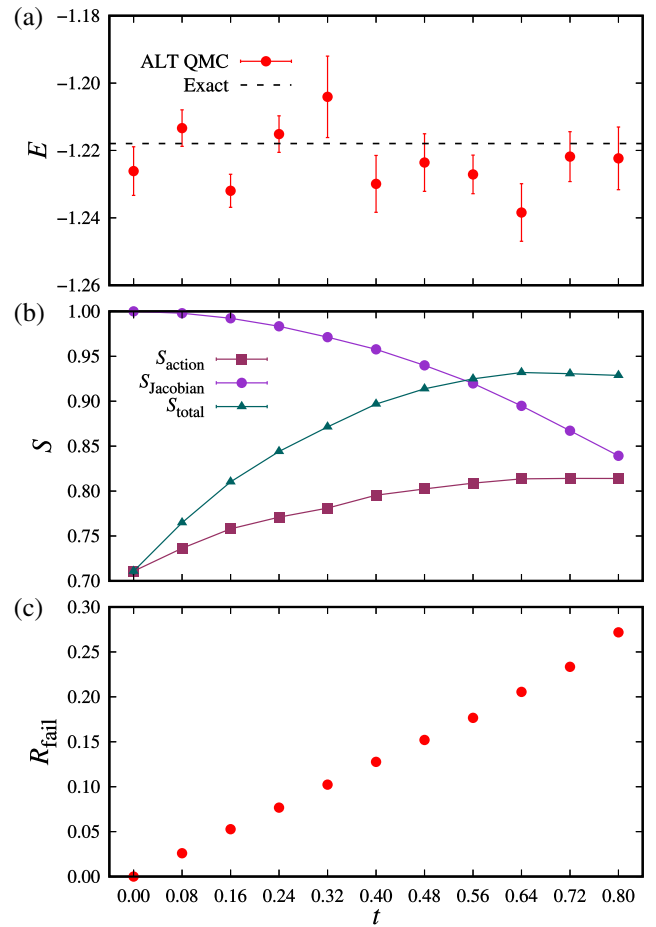 (a)
−1.18
−1.20
−1.22
−1.24
−1.26
E
ALT QMC
Exact
(b)
1.00
0.95
0.90
0.85
0.80
0.75
0.70
S
S_action
S_Jacobian
S_total
(c)
0.30
0.25
0.20
0.15
0.10
0.05
0.00
R_fail
0.00 0.08 0.16 0.24 0.32 0.40 0.48 0.56 0.64 0.72 0.80
t